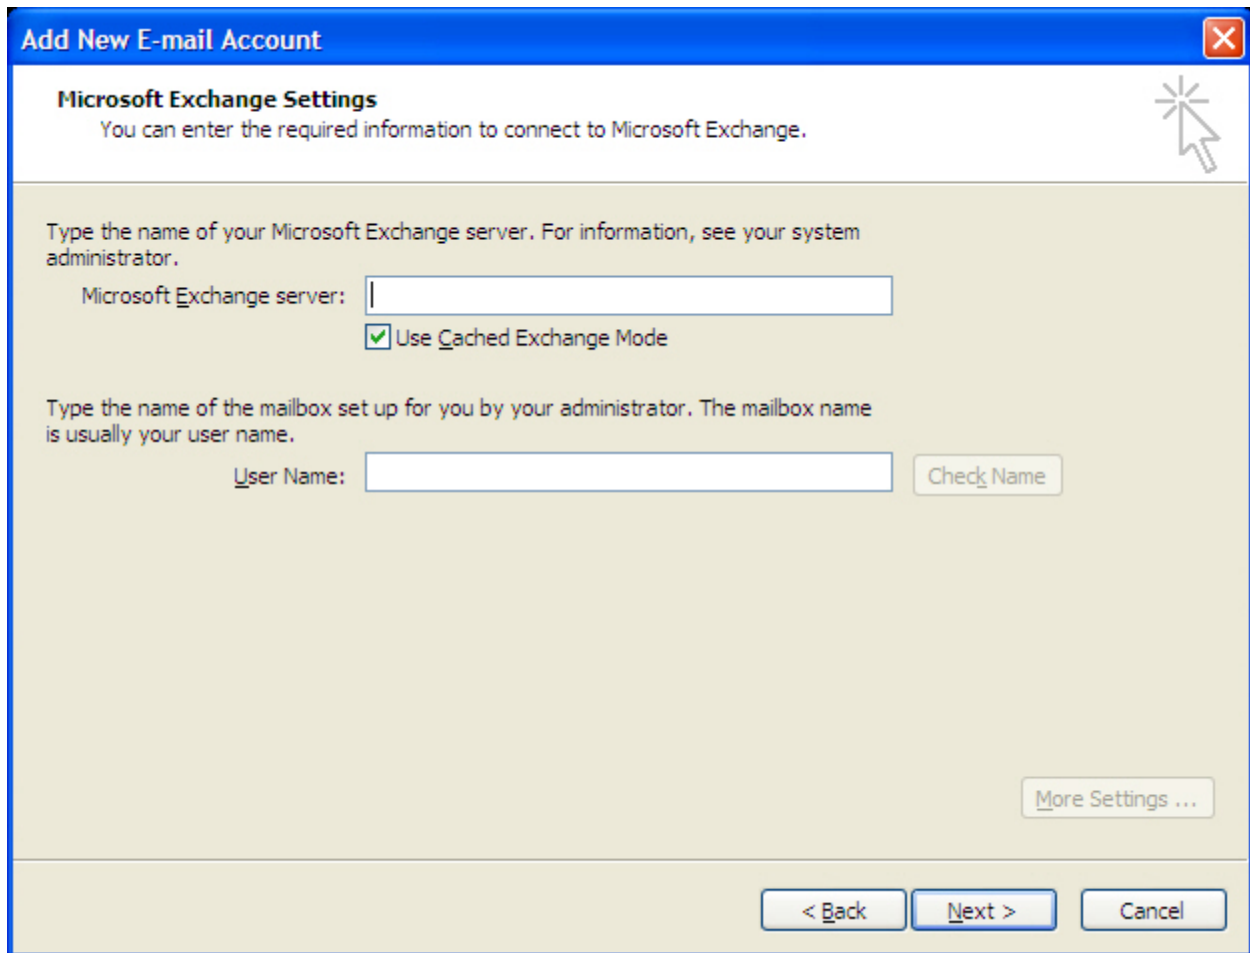 Add New E-mail Account
Microsoft Exchange Settings
You can enter the required information to connect to Microsoft Exchange.
Type the name of your Microsoft Exchange server. For information, see your system
administrator.
Microsoft Exchange server:
Use Cached Exchange Mode
Type the name of the mailbox set up for you by your administrator. The mailbox name
is usually your user name.
User Name:
Check Name
More Settings ...
< Back
Next >
Cancel